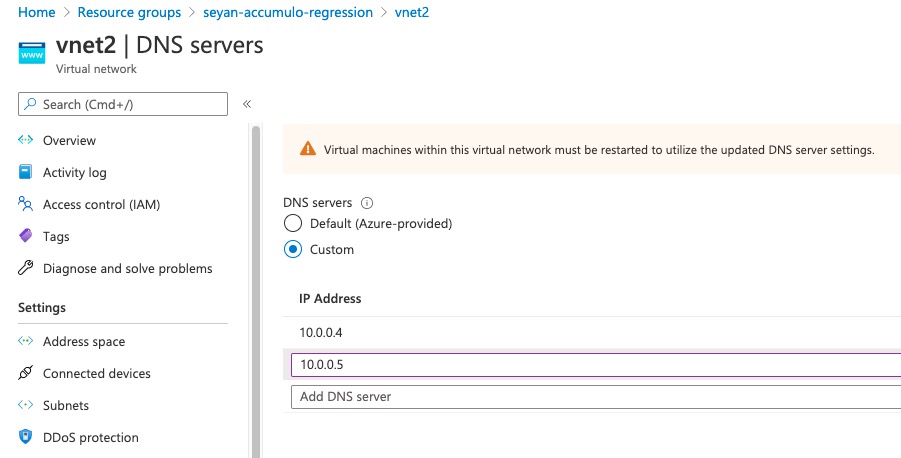 Home > Resource groups > seyan-accumulo-regression > vnet2
www
vnet2 | DNS servers
Virtual network
Search (Cmd+/)
«
Overview
Activity log
Access control (IAM)
Tags
Diagnose and solve problems
Settings
Address space
Connected devices
Subnets
DDoS protection
Virtual machines within this virtual network must be restarted to utilize the updated DNS server settings.
DNS servers
Default (Azure-provided)
Custom
IP Address
10.0.0.4
10.0.0.5
Add DNS server